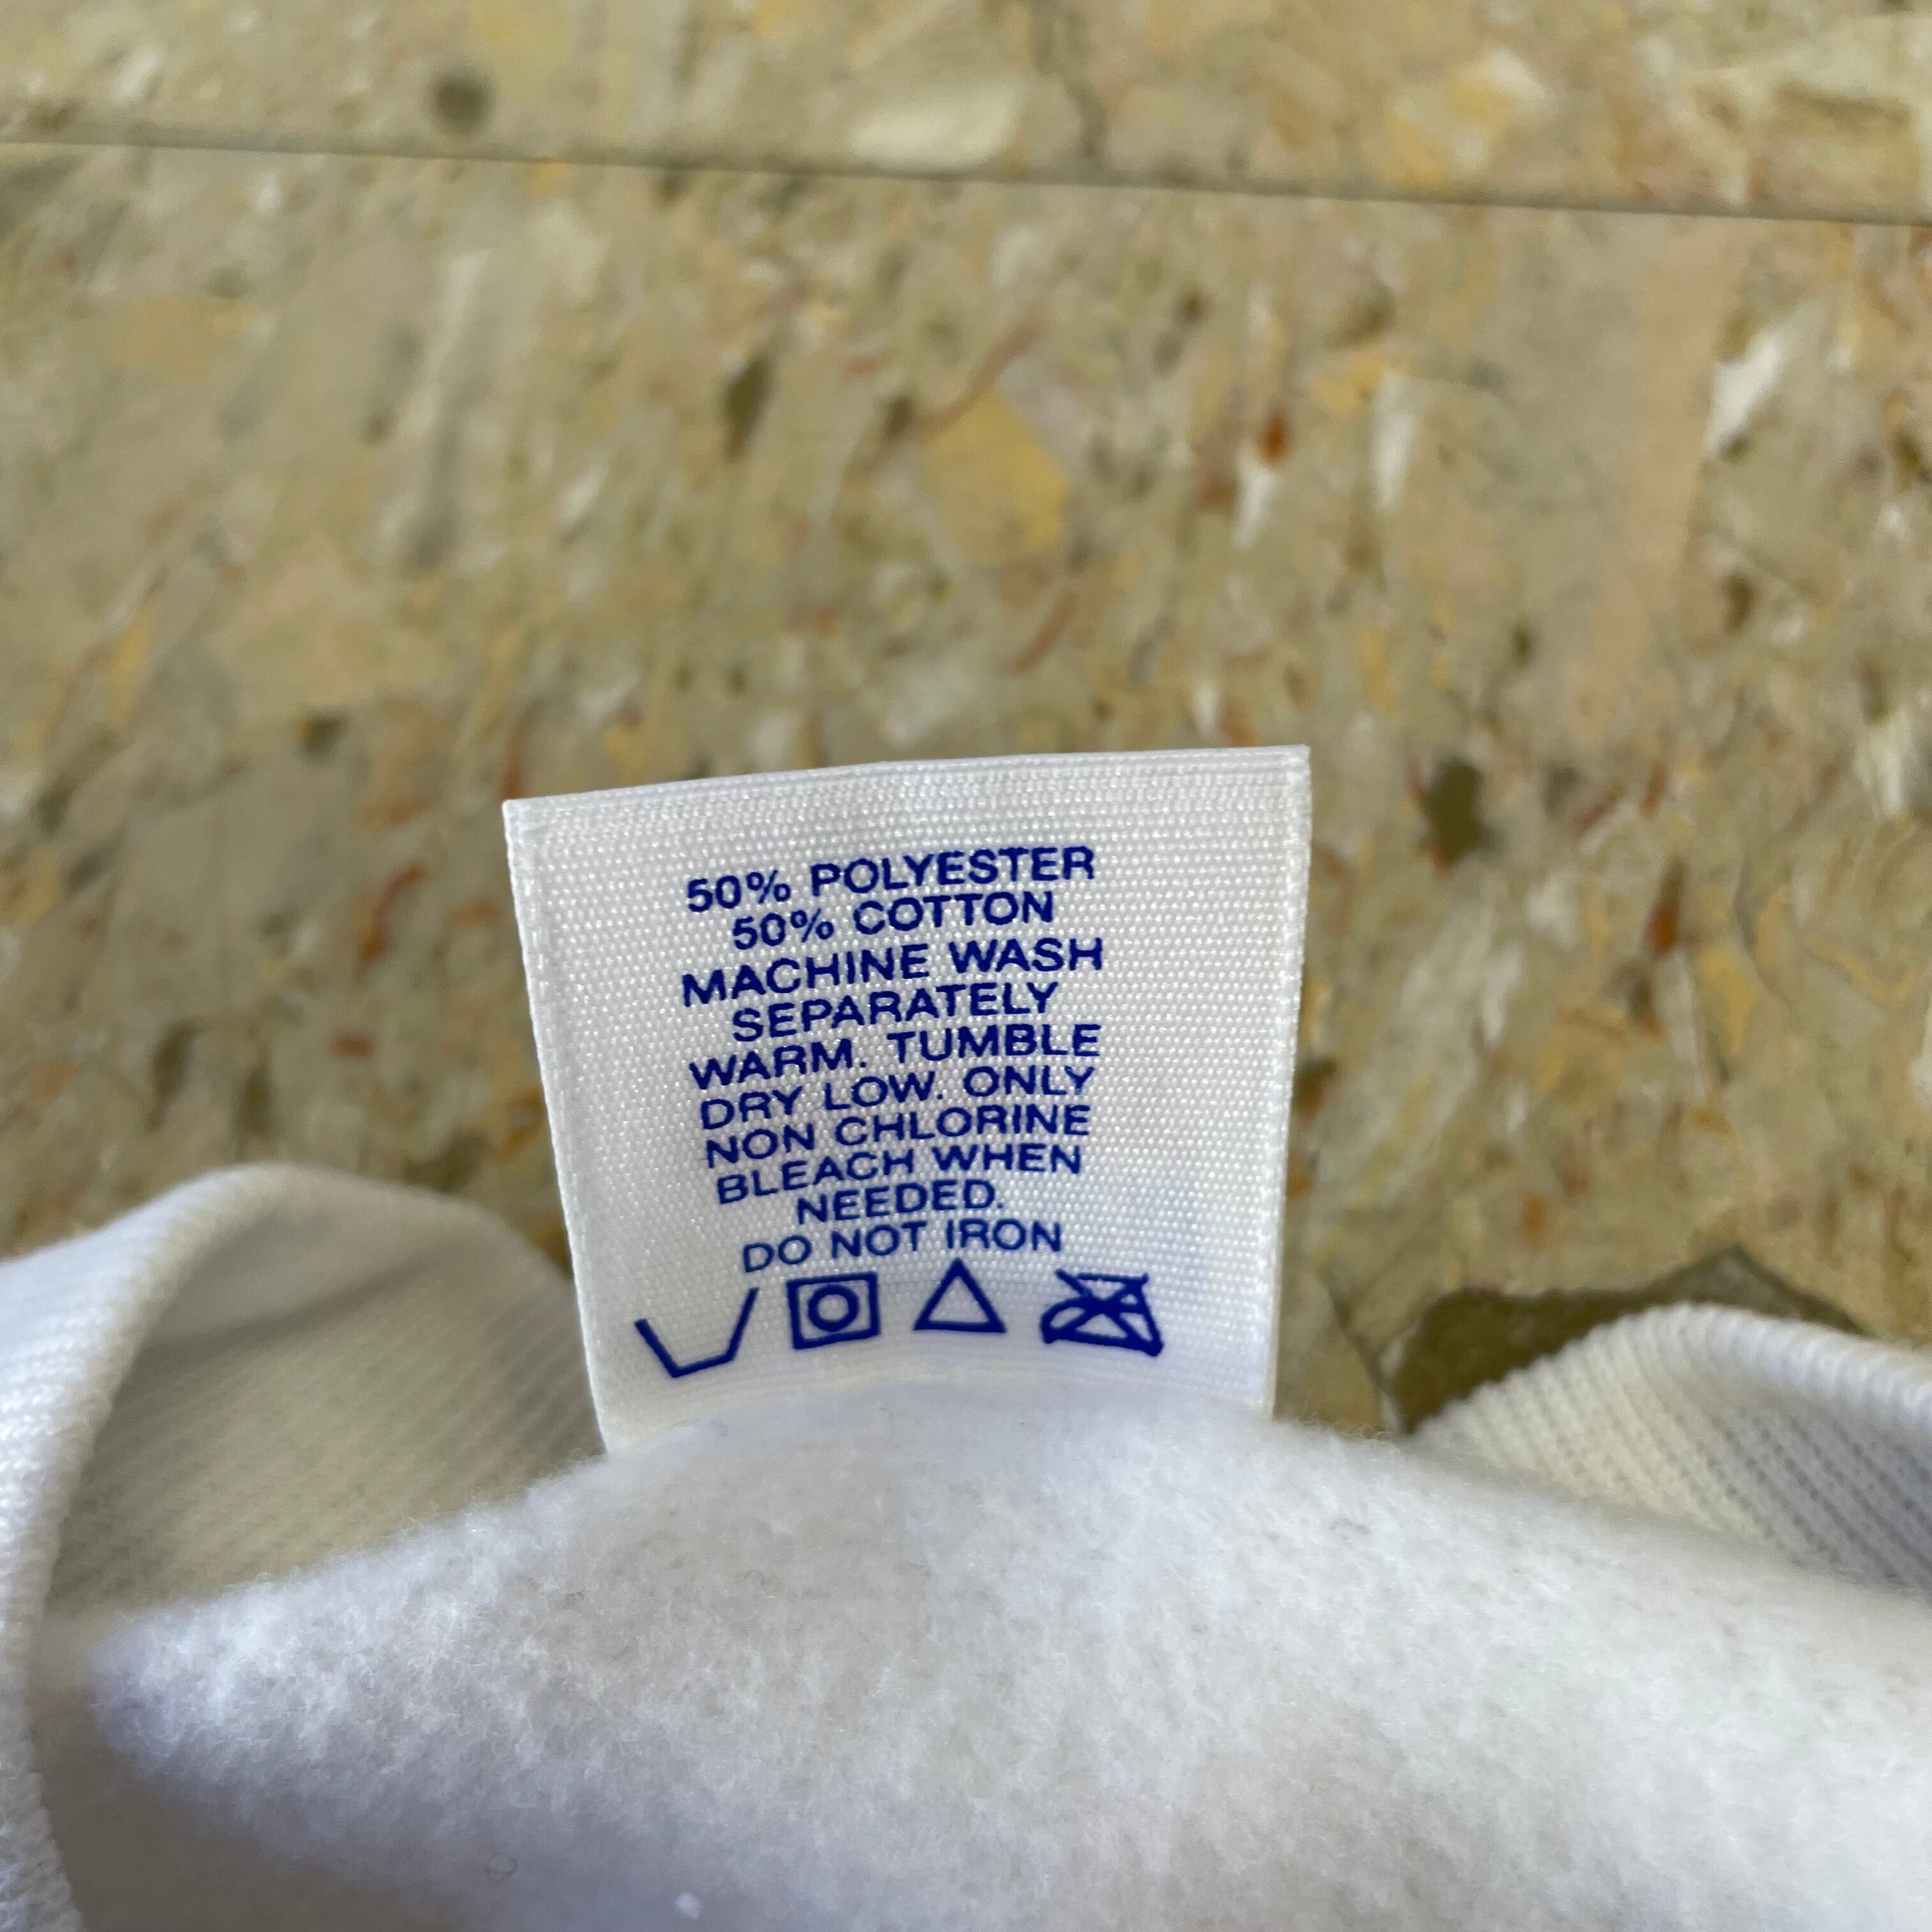 50% POLYESTER
50% COTTON
MACHINE WASH
SEPARATELY
WARM. TUMBLE
DRY LOW. ONLY
NON CHLORINE
BLEACH WHEN
NEEDED.
DO NOT IRON